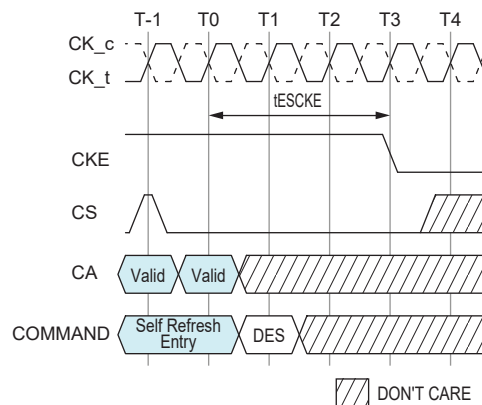 T-1 T0 T1 T2 T3 T4
CK_c
CK_t
tESCKE
CKE
CS
CA Valid Valid
COMMAND Self Refresh
Entry DES
DON'T CARE